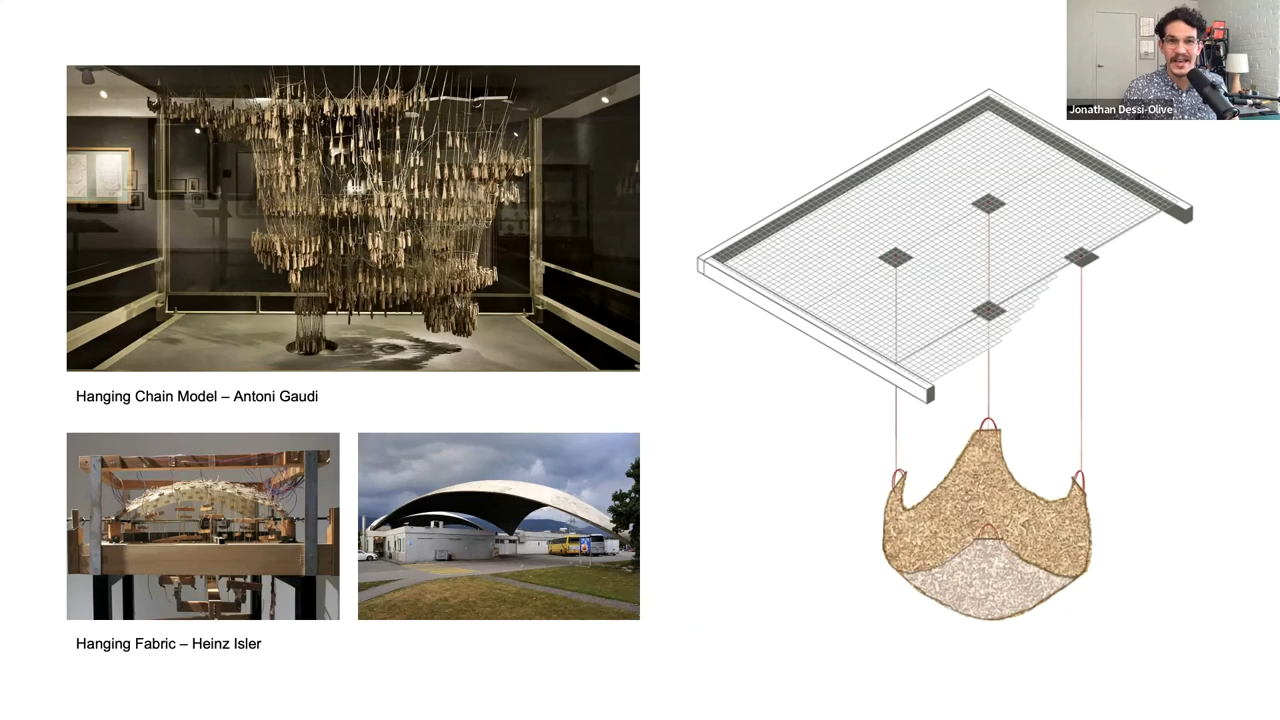 Jonathan Dessi-Olive
Hanging Chain Model – Antoni Gaudi
Hanging Fabric – Heinz Isler